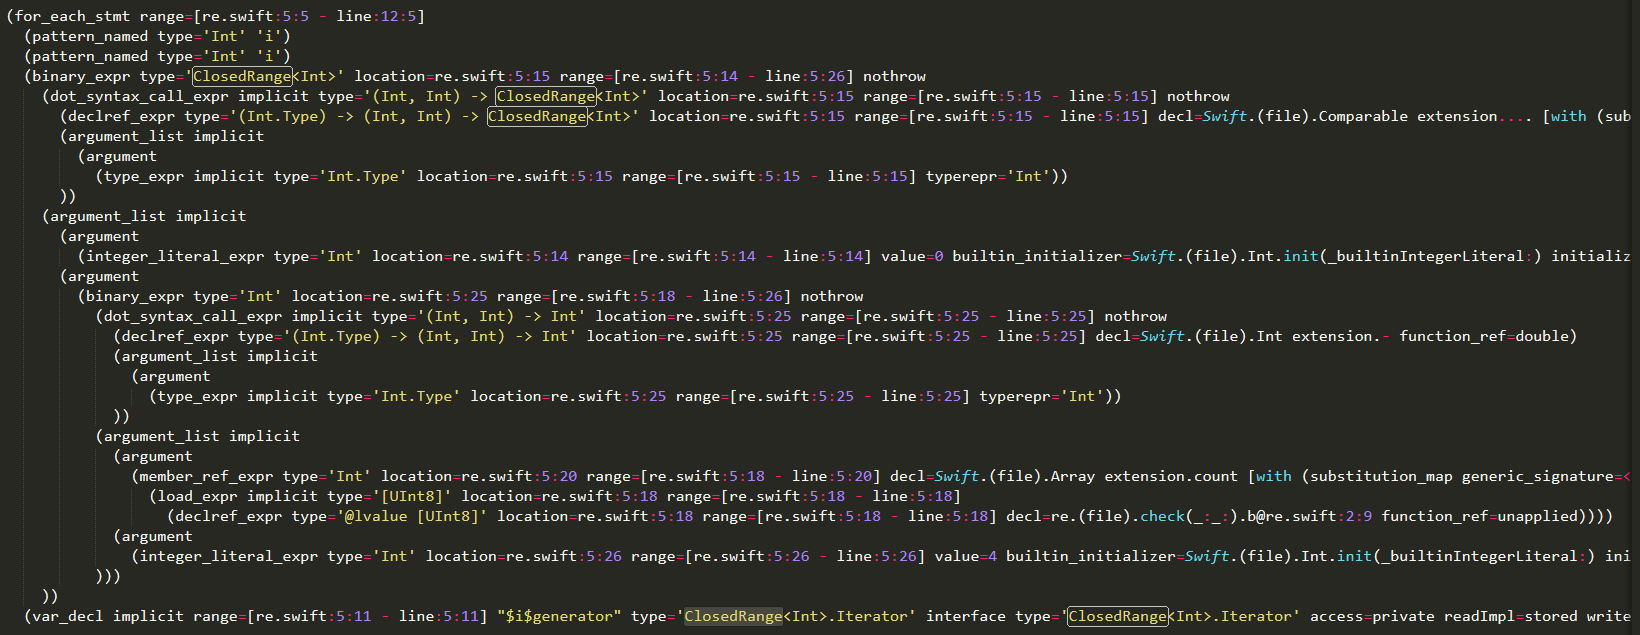 (for_each_stmt range=[re.swift:5:5 - line:12:5]
(pattern_named type='Int' 'i')
(pattern_named type='Int' 'i')
(binary_expr type='ClosedRange<Int>' location=re.swift:5:15 range=[re.swift:5:14 - line:5:26] nothrow
(dot_syntax_call_expr implicit type='(Int, Int) -> ClosedRange<Int>' location=re.swift:5:15 range=[re.swift:5:15 - line:5:15] nothrow
(declref_expr type='(Int.Type) -> (Int, Int) -> ClosedRange<Int>' location=re.swift:5:15 range=[re.swift:5:15 - line:5:15] decl=Swift.(file).Comparable extension.... [with (sub
(argument_list implicit
(argument
(type_expr implicit type='Int.Type' location=re.swift:5:15 range=[re.swift:5:15 - line:5:15] typerepr='Int'))
))
(argument_list implicit
(argument
(integer_literal_expr type='Int' location=re.swift:5:14 range=[re.swift:5:14 - line:5:14] value=0 builtin_initializer=Swift.(file).Int.init(_builtinIntegerLiteral:) initializ
(argument
(binary_expr type='Int' location=re.swift:5:25 range=[re.swift:5:18 - line:5:26] nothrow
(dot_syntax_call_expr implicit type='(Int, Int) -> Int' location=re.swift:5:25 range=[re.swift:5:25 - line:5:25] nothrow
(declref_expr type='(Int.Type) -> (Int, Int) -> Int' location=re.swift:5:25 range=[re.swift:5:25 - line:5:25] decl=Swift.(file).Int extension.- function_ref=double)
(argument_list implicit
(argument
(type_expr implicit type='Int.Type' location=re.swift:5:25 range=[re.swift:5:25 - line:5:25] typerepr='Int'))
))
(argument_list implicit
(argument
(member_ref_expr type='Int' location=re.swift:5:20 range=[re.swift:5:18 - line:5:20] decl=Swift.(file).Array extension.count [with (substitution_map generic_signature=<
(load_expr implicit type='[UInt8]' location=re.swift:5:18 range=[re.swift:5:18 - line:5:18]
(declref_expr type='@lvalue [UInt8]' location=re.swift:5:18 range=[re.swift:5:18 - line:5:18] decl=re.(file).check(_:_:).b@re.swift:2:9 function_ref=unapplied))))
(argument
(integer_literal_expr type='Int' location=re.swift:5:26 range=[re.swift:5:26 - line:5:26] value=4 builtin_initializer=Swift.(file).Int.init(_builtinIntegerLiteral:) ini
)))
))
(var_decl implicit range=[re.swift:5:11 - line:5:11] "$i$generator" type='ClosedRange<Int>.Iterator' interface type='ClosedRange<Int>.Iterator' access=private readImpl=stored write